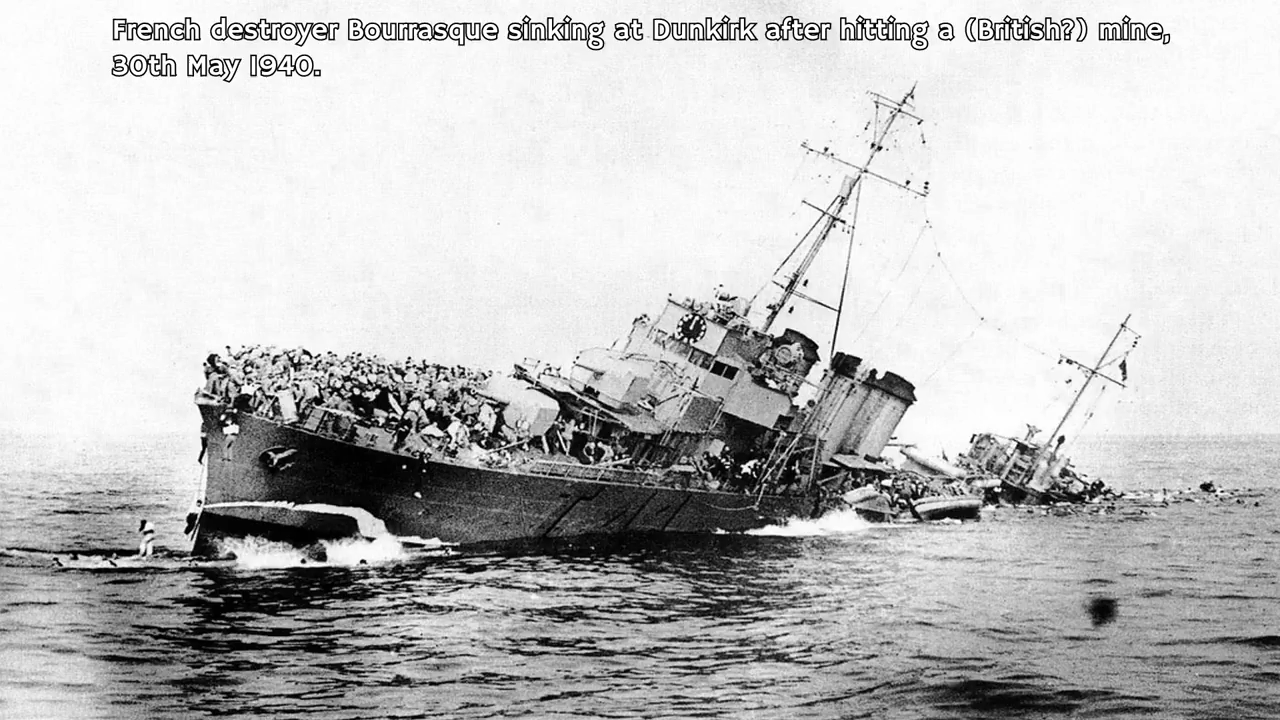 French destroyer Bourrasque sinking at Dunkirk after hitting a (British?) mine,
30th May 1940.